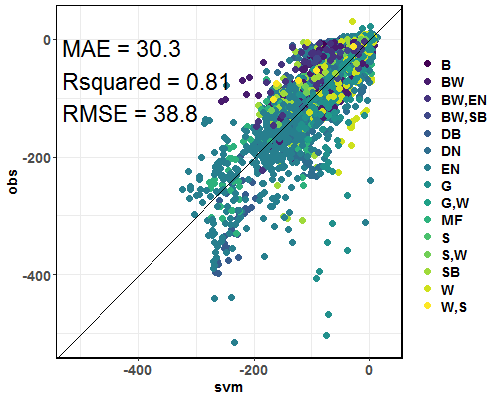 MAE = 30.3
Rsquared = 0.81
RMSE = 38.8
0
-200
-400
obs
-400 -200 0
svm
B
BW
BW,EN
BW,SB
DB
DN
EN
G
G,W
MF
S
S,W
SB
W
W,S